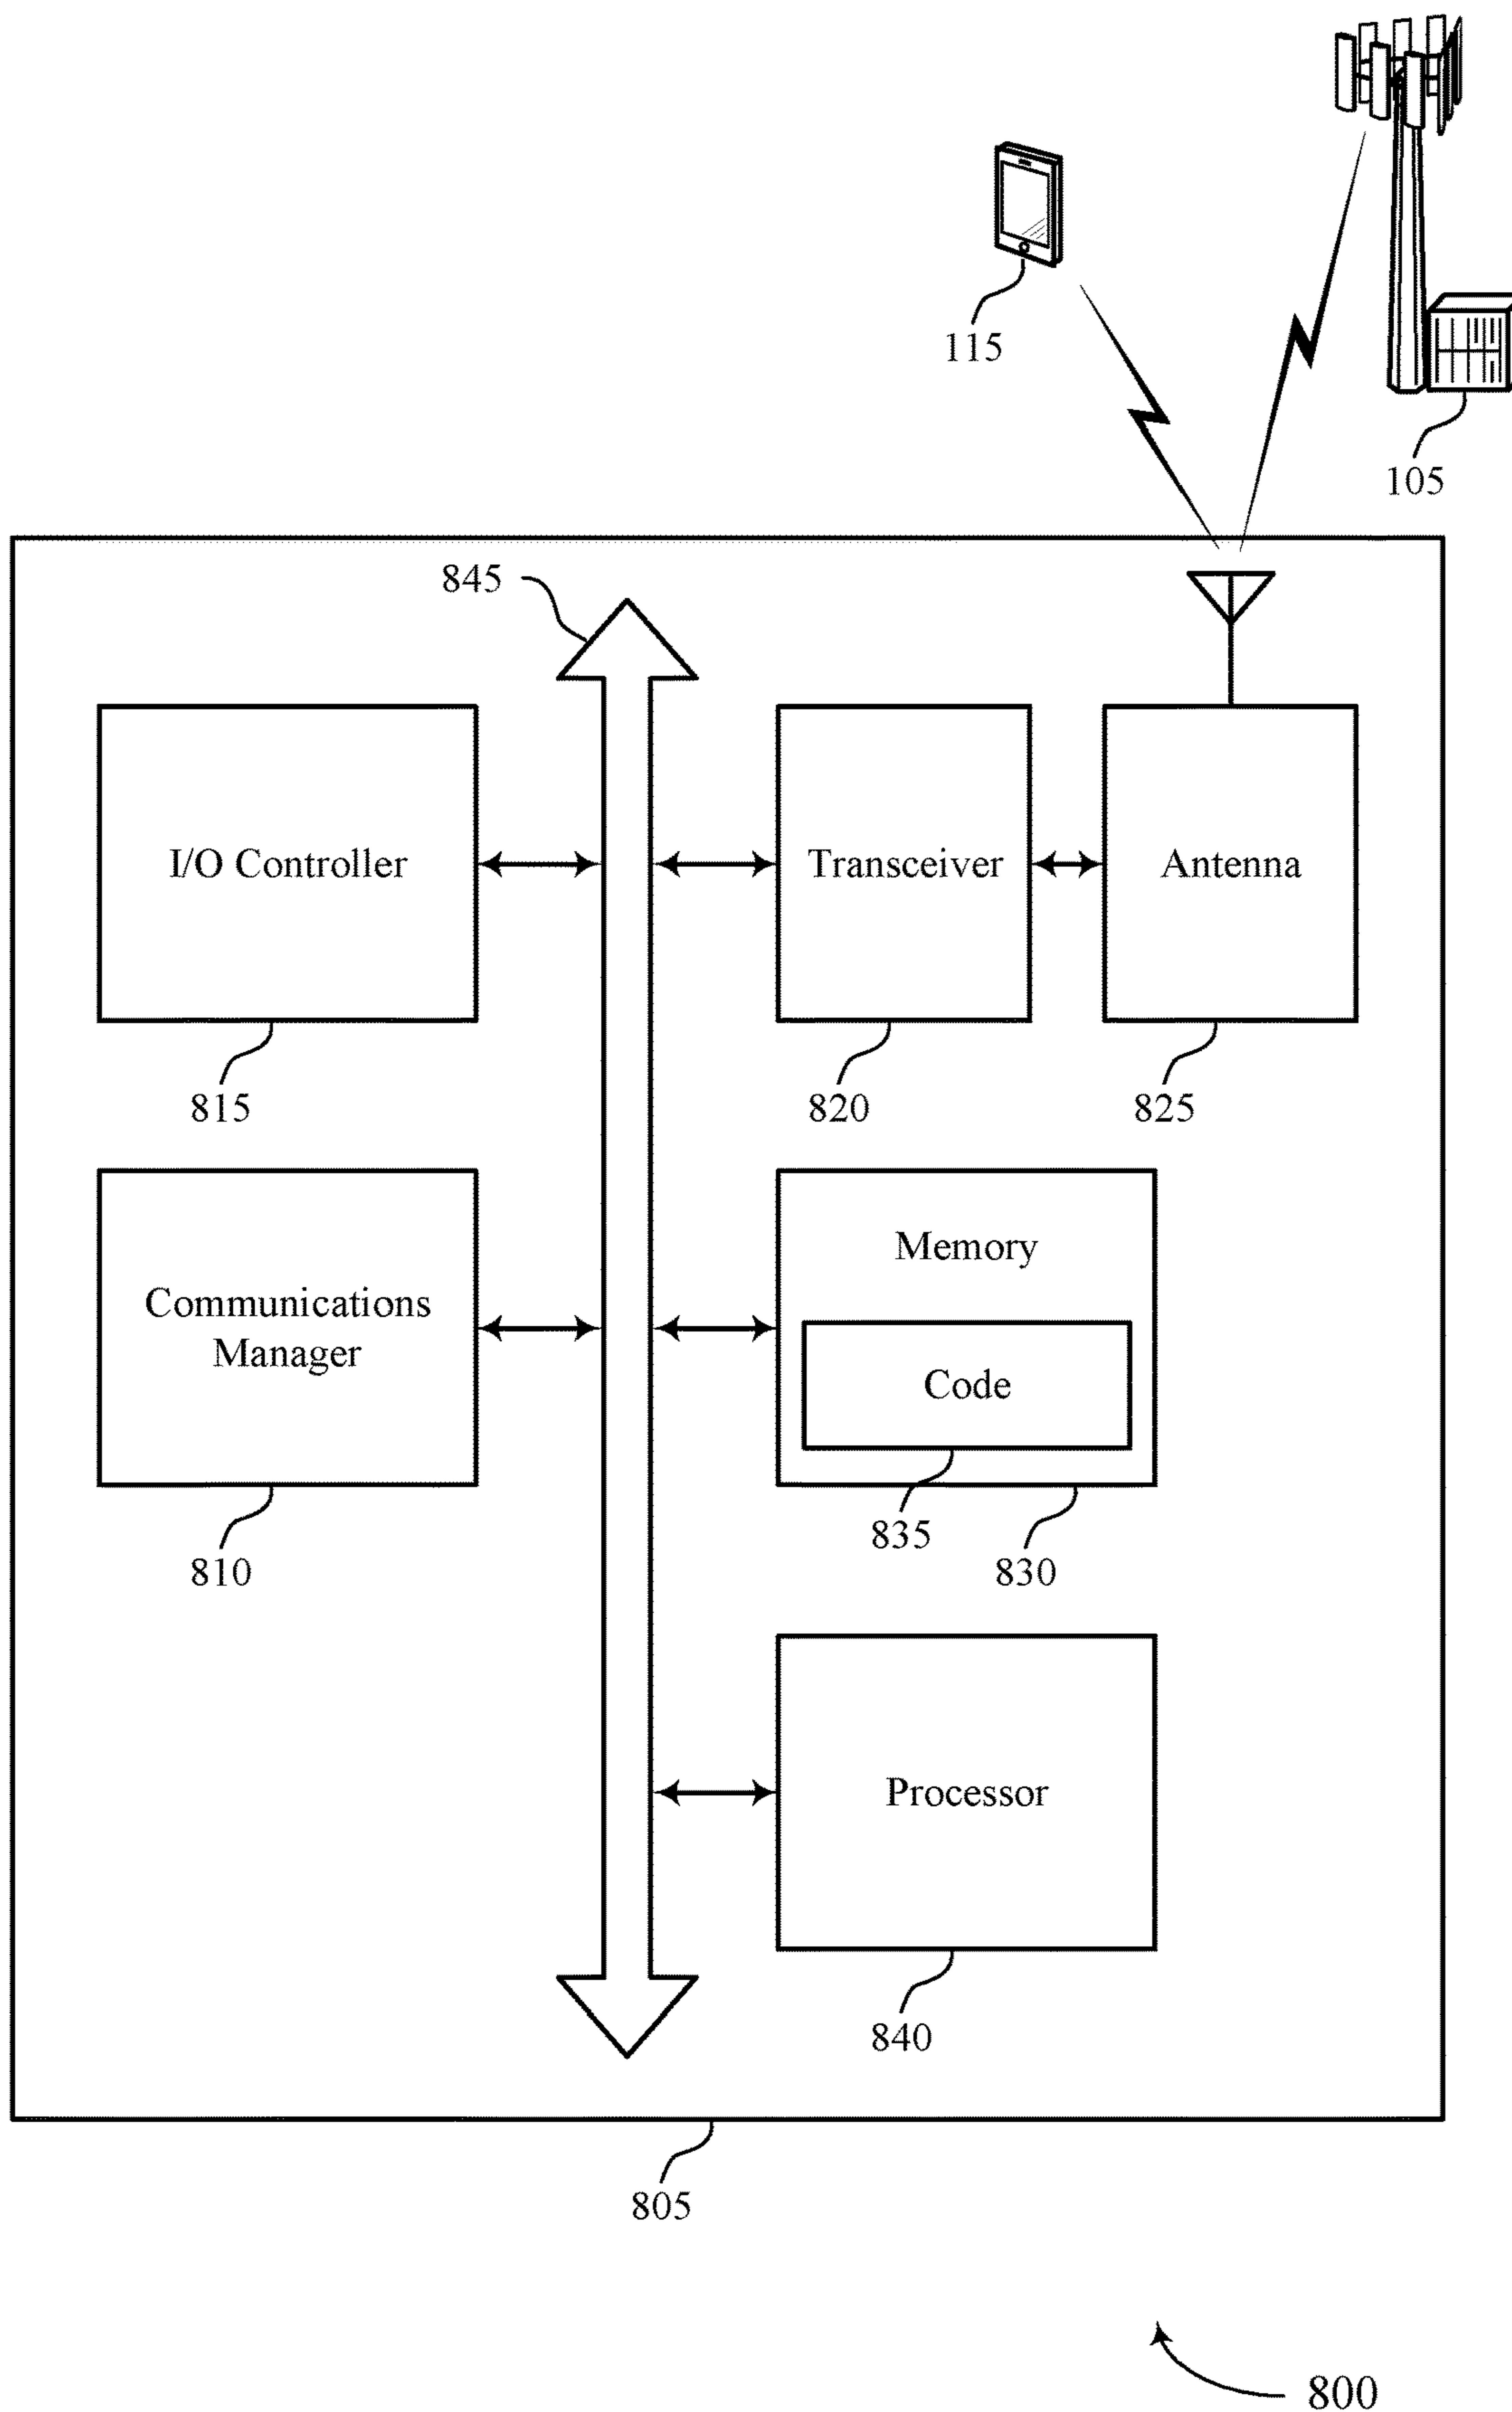 115
105
845
I/O Controller
Transceiver
Antenna
815
820
825
Communications
Manager
Memory
Code
810
835
830
Processor
840
805
800